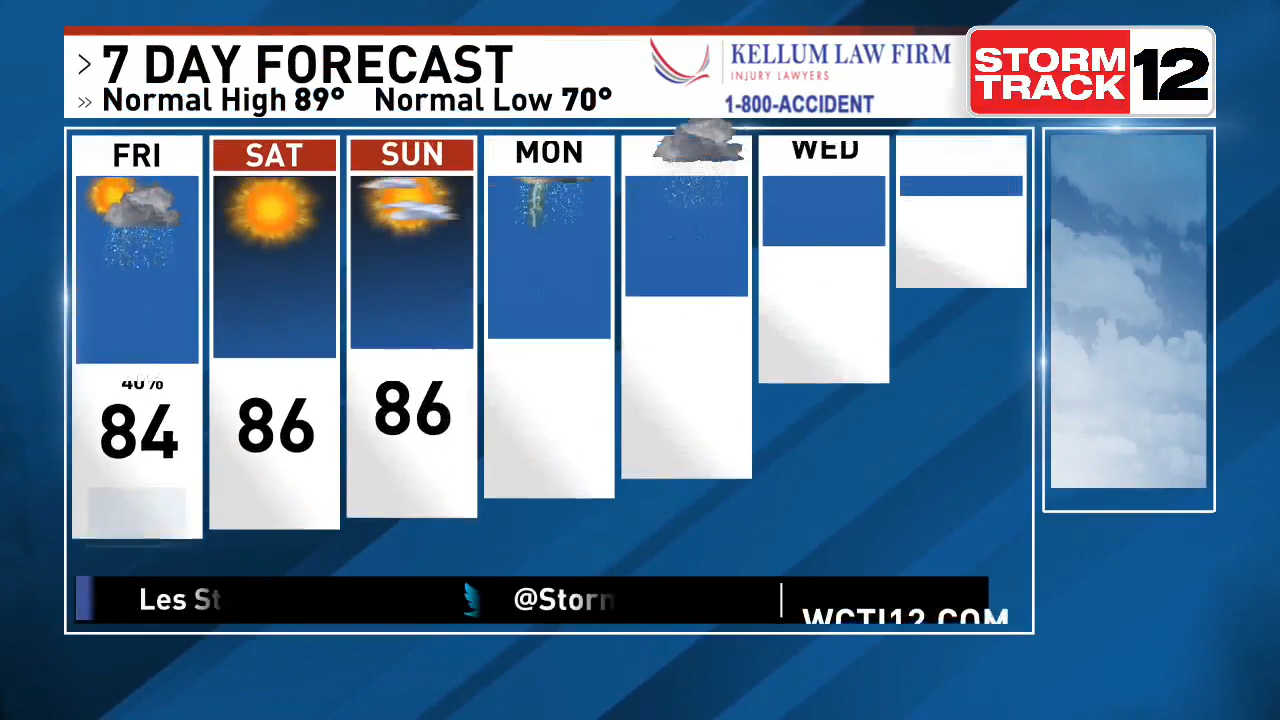 7 DAY FORECAST
Normal High 89° Normal Low 70°
KELLUM LAW FIRM
INJURY LAWYERS
1-800-ACCIDENT
STORM
TRACK
12
FRI
SAT
SUN
MON
WED
40%
84
86
86
Les St
@Storm
WCTI12.COM